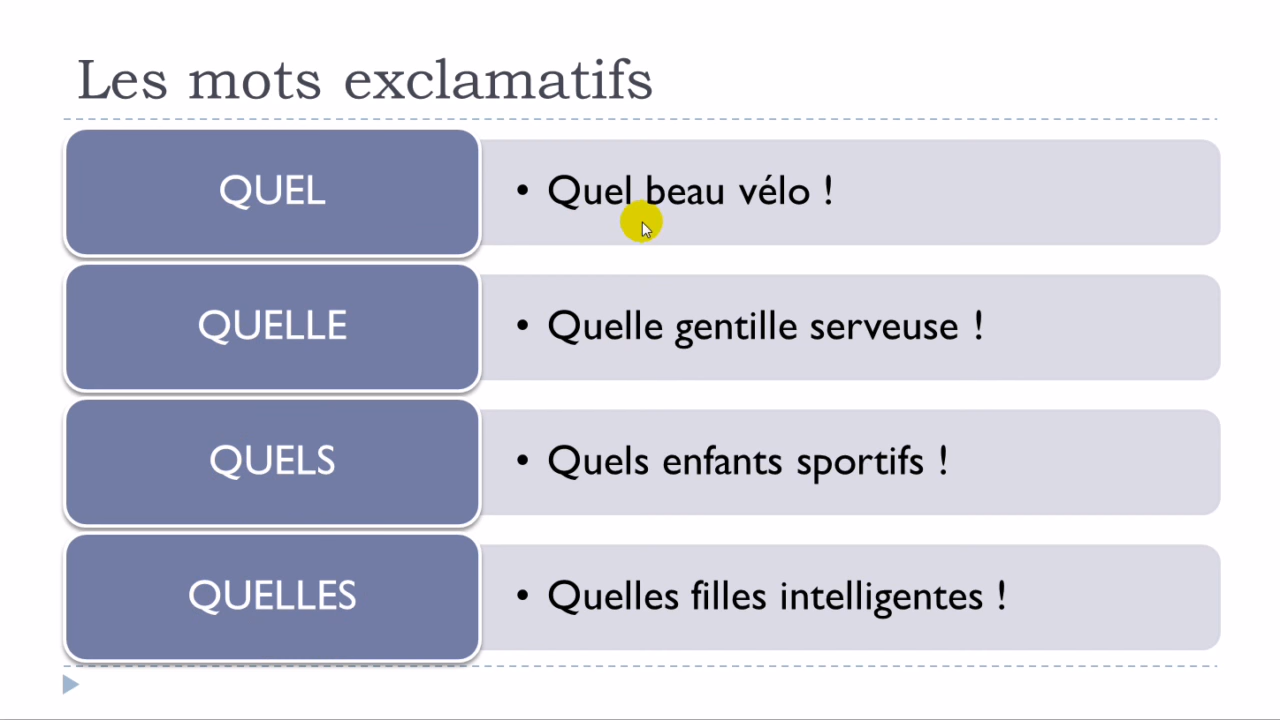 Les mots exclamatifs
QUEL
• Quel beau vélo !
QUELLE
• Quelle gentille serveuse !
QUELS
• Quels enfants sportifs !
QUELLES
• Quelles filles intelligentes !